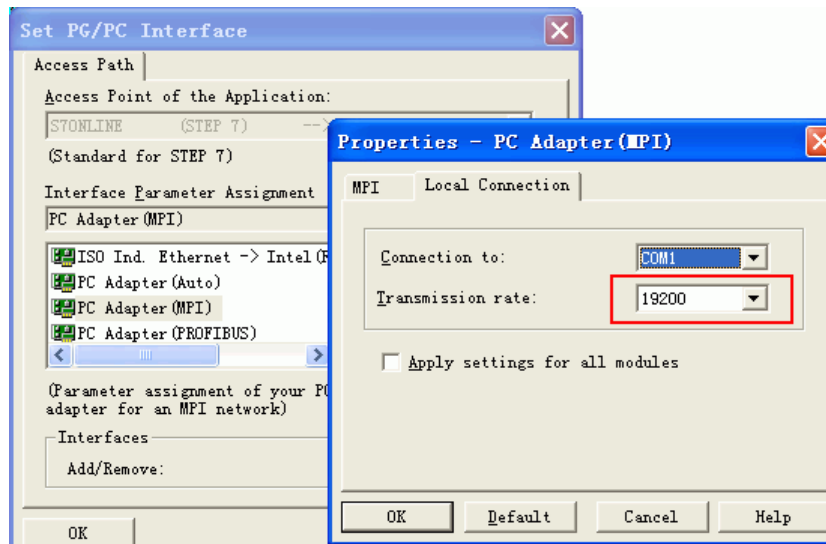 Set PG/PC Interface
Access Path
Access Point of the Application:
S7ONLINE (STEP 7) -->
(Standard for STEP 7)
Interface Parameter Assignment
PC Adapter(MPI)
ISO Ind. Ethernet -> Intel(R
PC Adapter(Auto)
PC Adapter(MPI)
PC Adapter(PROFIBUS)
(Parameter assignment of your PC
adapter for an MPI network)
Interfaces
Add/Remove:
OK
Properties - PC Adapter(MPI)
MPI Local Connection
Connection to: COM1
Transmission rate: 19200
Apply settings for all modules
OK Default Cancel Help